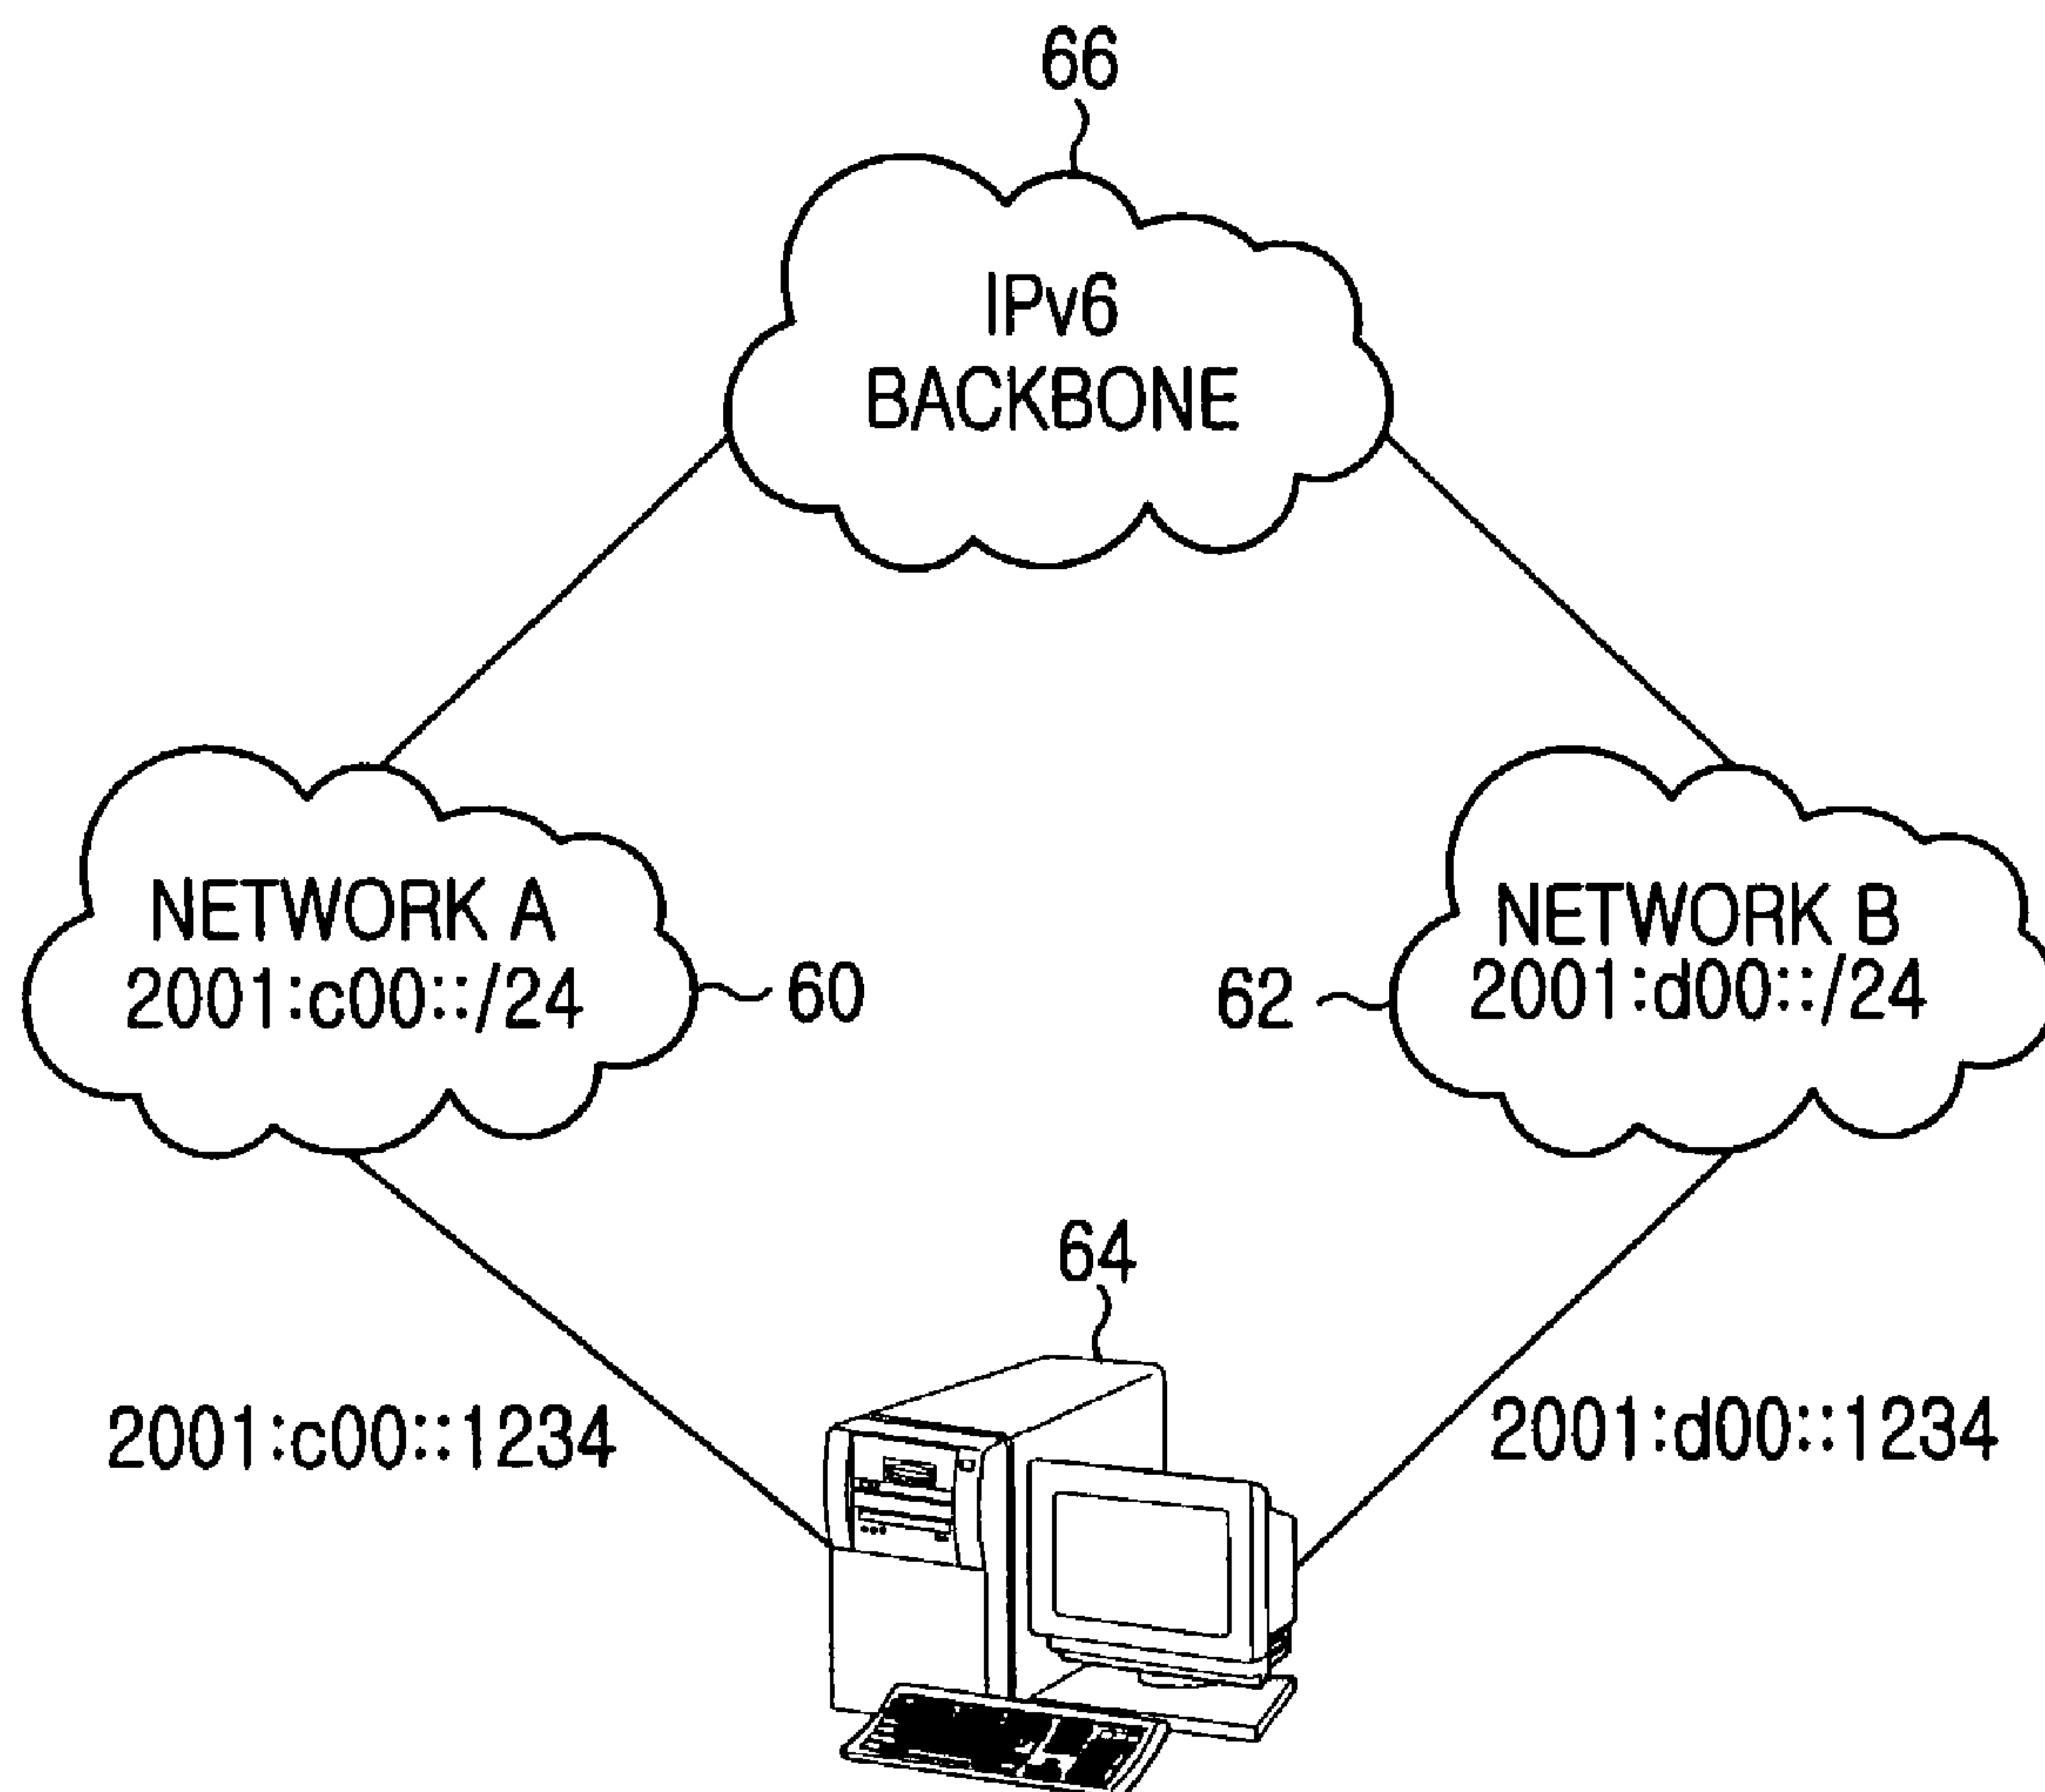 66
IPv6
BACKBONE
NETWORK A
2001:c00::/24
60
62
NETWORK B
2001:d00::/24
64
2001:c00::1234
2001:d00::1234